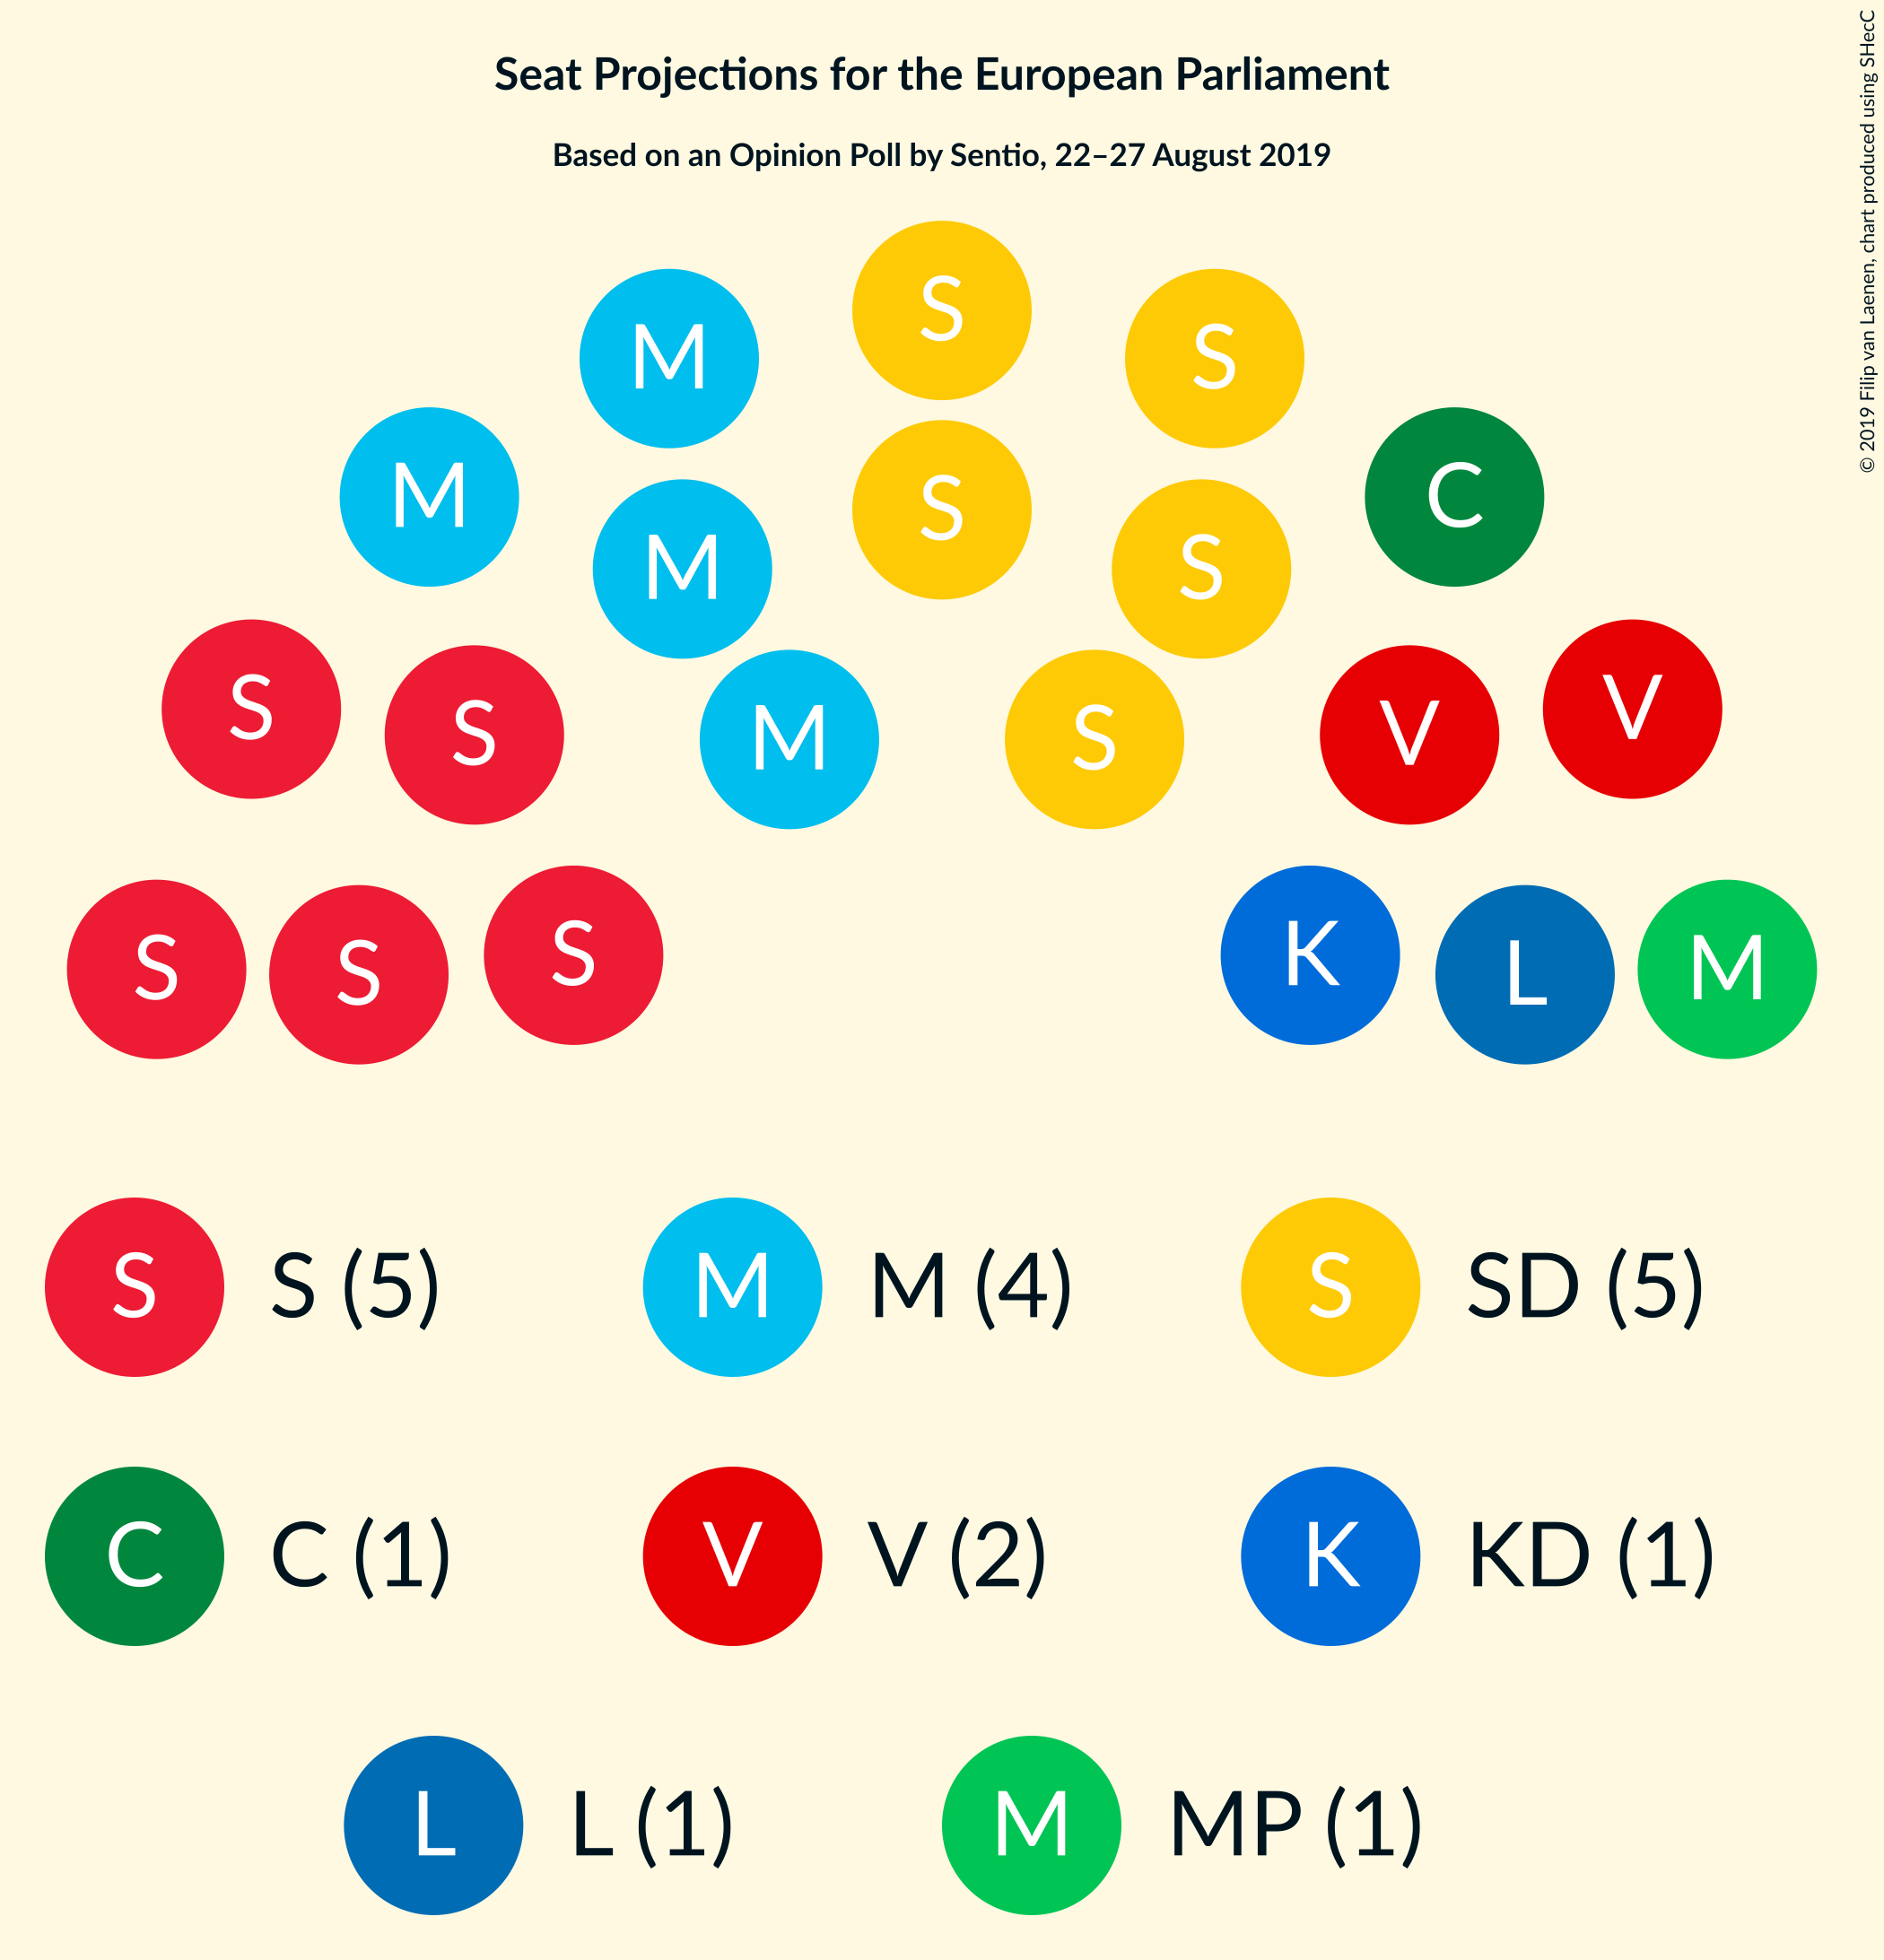 Seat Projections for the European Parliament
Based on an Opinion Poll by Sentio, 22–27 August 2019
© 2019 Filip van Laenen, chart produced using SHecC
S
M S
M S C
M S
S V
S V
M S
S K
S M
S L
S S (5) M M (4) S SD (5)
C C (1) V V (2) K KD (1)
L L (1) M MP (1)